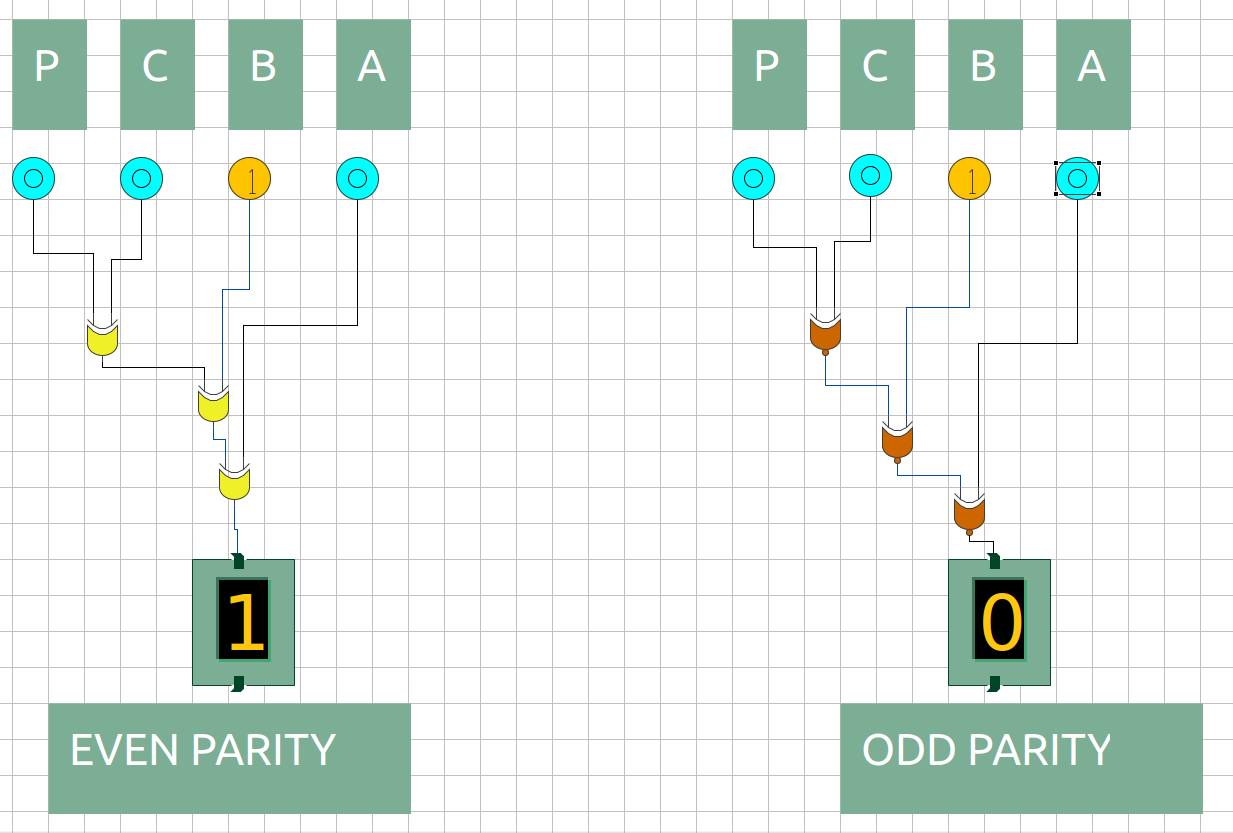 P C B A P C B A
1 1
1 0
EVEN PARITY ODD PARITY